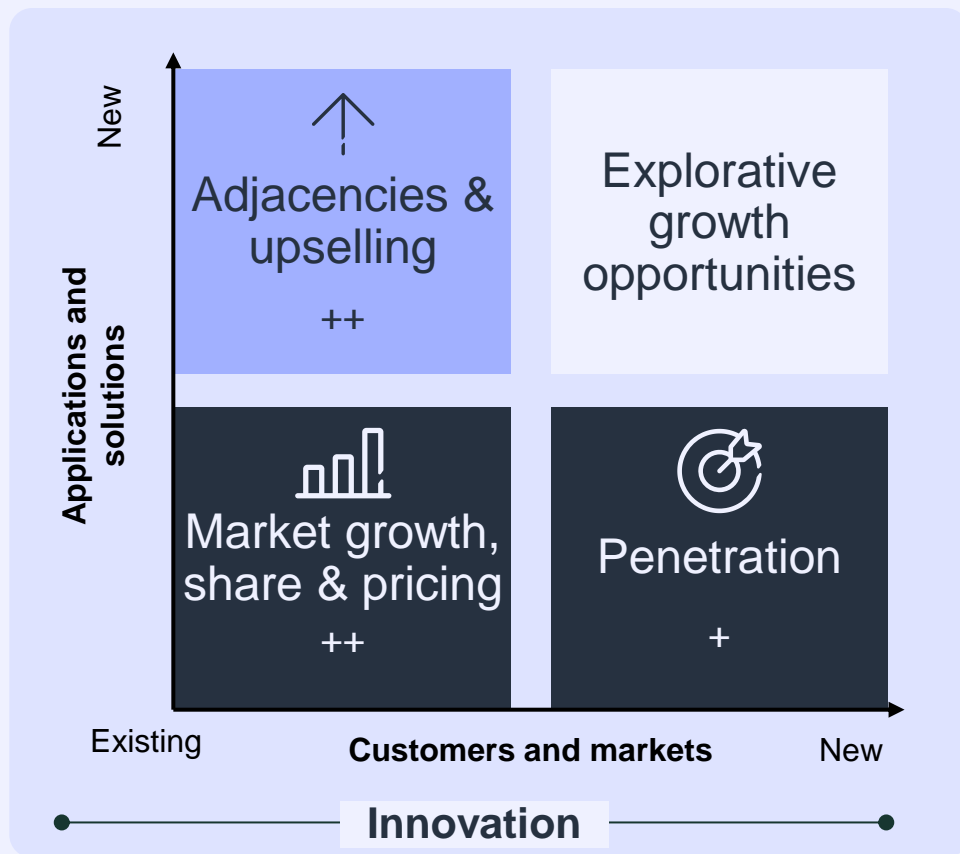 New
Adjacencies &
upselling
++
Explorative
growth
opportunities
Applications and
solutions
Market growth,
share & pricing
++
Penetration
+
Existing
Customers and markets
New
Innovation